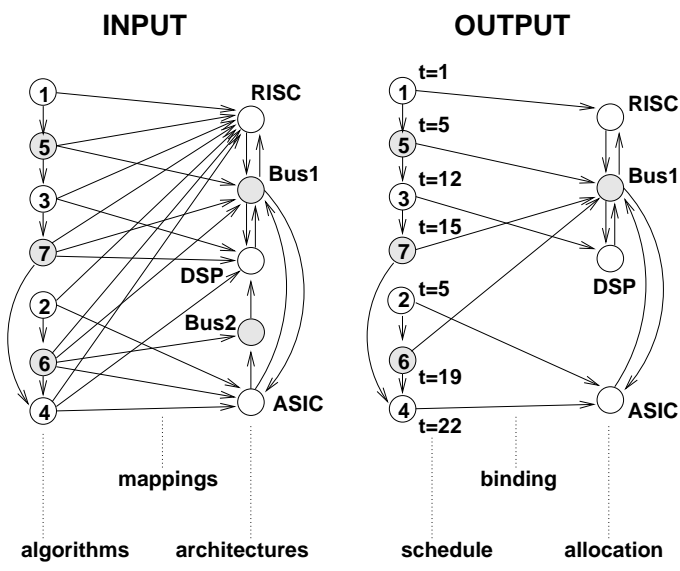 INPUT
OUTPUT
1
5
3
7
2
6
4
RISC
Bus1
DSP
Bus2
ASIC
mappings
algorithms
architectures
t=1
1
t=5
5
t=12
3
t=15
7
t=5
2
6
t=19
4
t=22
RISC
Bus1
DSP
ASIC
binding
schedule
allocation